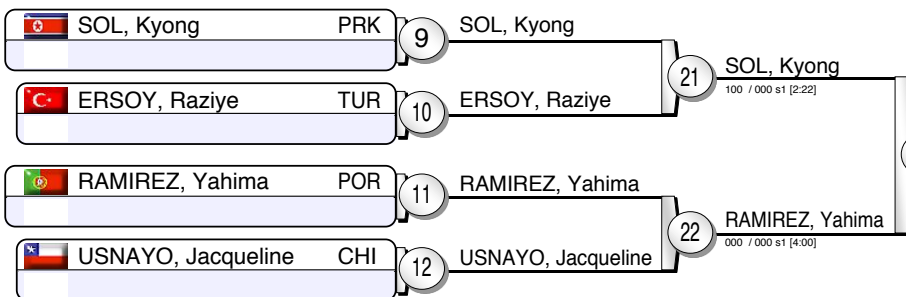 SOL, Kyong PRK
9
SOL, Kyong
ERSOY, Raziye TUR
10
ERSOY, Raziye
21
SOL, Kyong
100 / 000 s1 [2:22]
RAMIREZ, Yahima POR
11
RAMIREZ, Yahima
USNAYO, Jacqueline CHI
12
USNAYO, Jacqueline
22
RAMIREZ, Yahima
000 / 000 s1 [4:00]